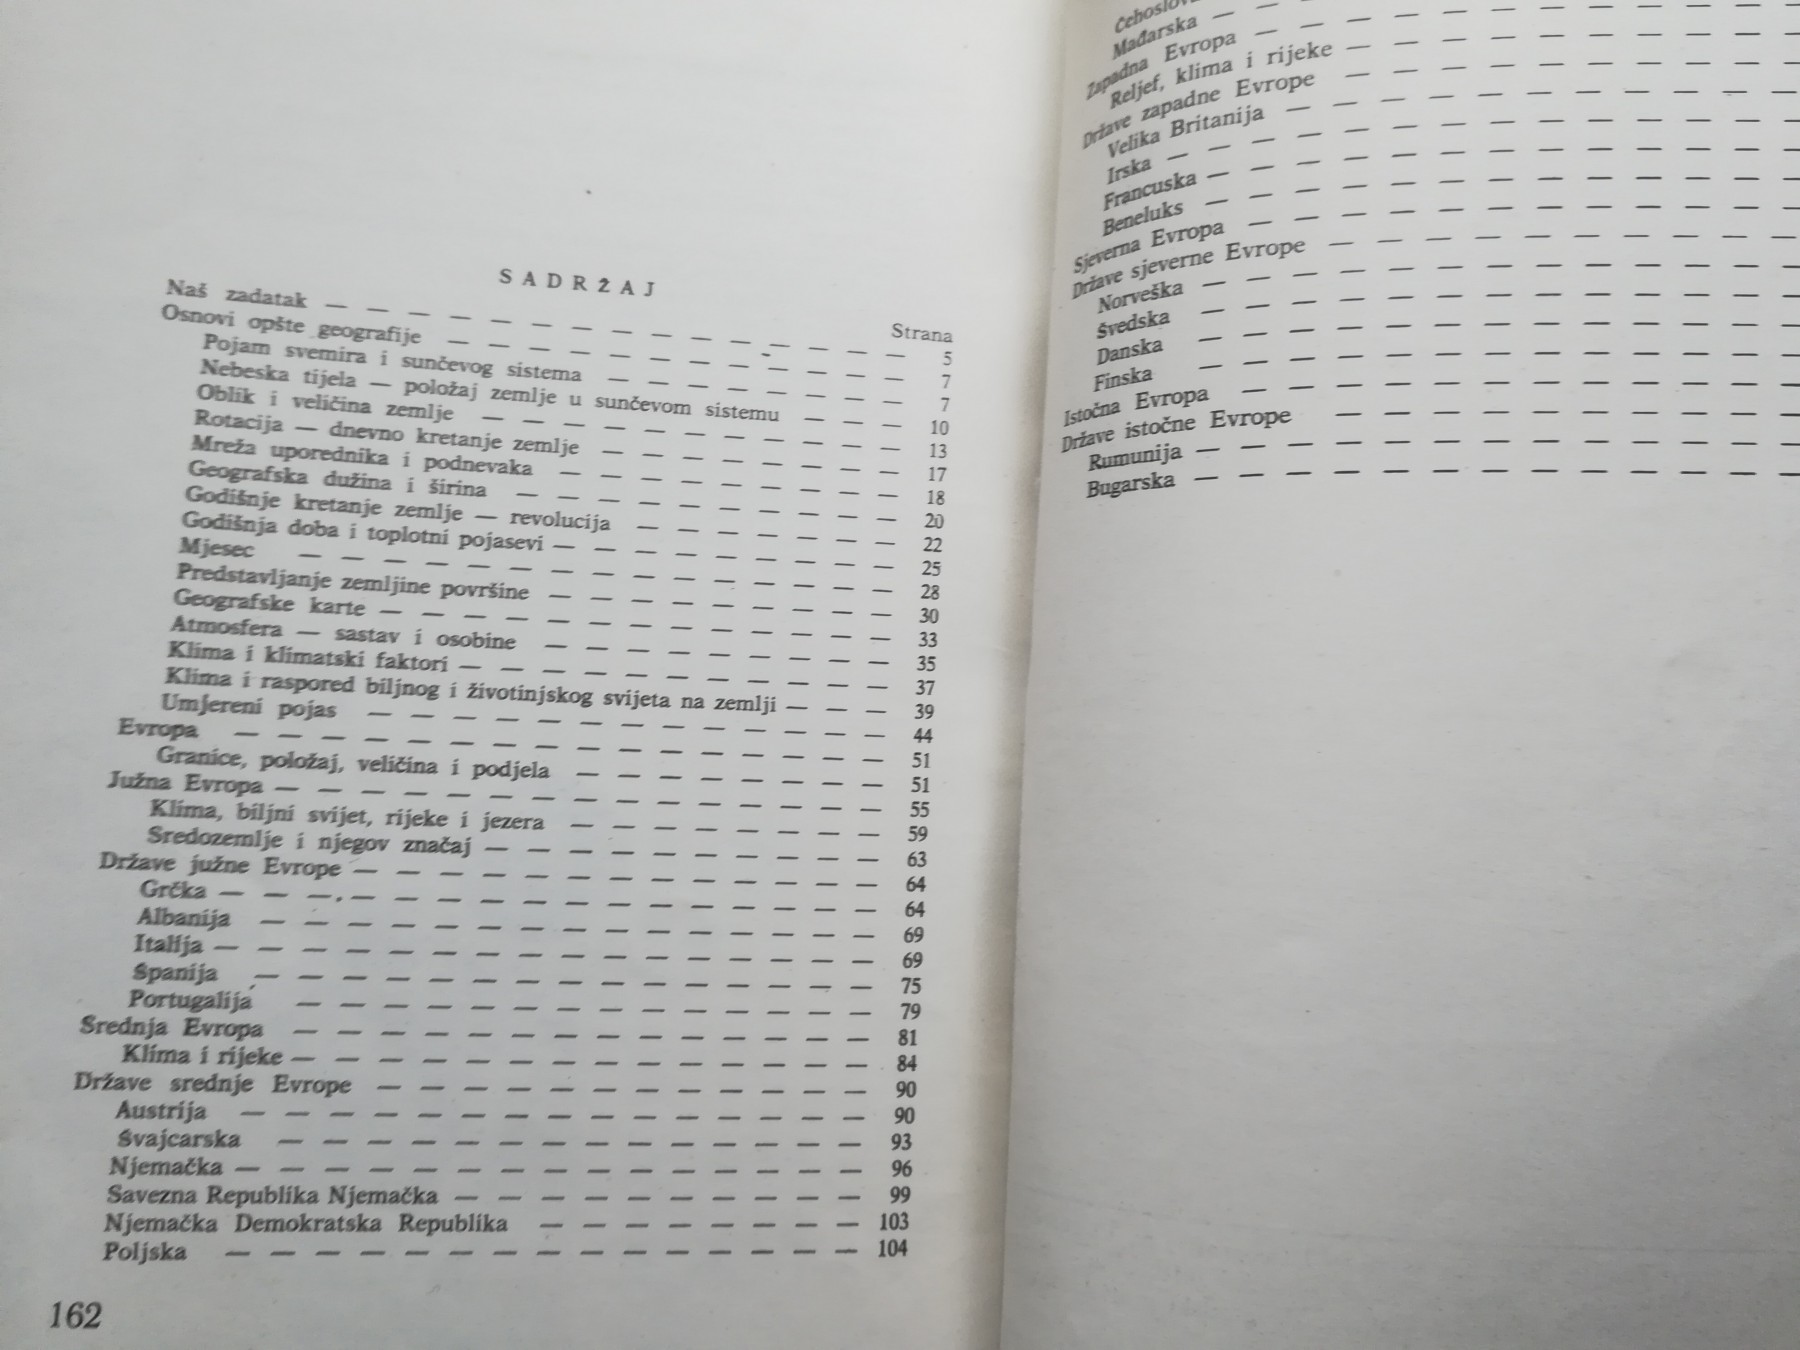 SADRŽAJ
Strana
Naš zadatak — — — — — — — — — — — — — — 5
Osnovi opšte geografije — — — — — — — — — — — 7
Pojam svemira i sunčevog sistema — — — — — — — 7
Nebeska tijela — položaj zemlje u sunčevom sistemu — — — 10
Oblik i veličina zemlje — — — — — — — — — — 13
Rotacija — dnevno kretanje zemlje — — — — — — — — 17
Mreža uporednika i podnevaka — — — — — — — — 18
Geografska dužina i širina — — — — — — — — — 20
Godišnje kretanje zemlje — revolucija — — — — — — 22
Godišnja doba i toplotni pojasevi — — — — — — — — 25
Mjesec — — — — — — — — — — — — — — 28
Predstavljanje zemljine površine — — — — — — — — 30
Geografske karte — — — — — — — — — — — — 33
Atmosfera — sastav i osobine — — — — — — — — 35
Klima i klimatski faktori — — — — — — — — — — 37
Klima i raspored biljnog i životinjskog svijeta na zemlji — — — 39
Umjereni pojas — — — — — — — — — — — — 44
Evropa — — — — — — — — — — — — — — — 51
Granice, položaj, veličina i podjela — — — — — — — — 51
Južna Evropa — — — — — — — — — — — — — — 55
Klima, biljni svijet, rijeke i jezera — — — — — — — — 59
Sredozemlje i njegov značaj — — — — — — — — — 63
Države južne Evrope — — — — — — — — — — — — 64
Grčka — — — — — — — — — — — — — — — 64
Albanija — — — — — — — — — — — — — — 69
Italija — — — — — — — — — — — — — — — 69
Španija — — — — — — — — — — — — — — 75
Portugalija — — — — — — — — — — — — — 79
Srednja Evropa — — — — — — — — — — — — — 81
Klima i rijeke — — — — — — — — — — — — — 84
Države srednje Evrope — — — — — — — — — — — 90
Austrija — — — — — — — — — — — — — — 90
Švajcarska — — — — — — — — — — — — — 93
Njemačka — — — — — — — — — — — — — — 96
Savezna Republika Njemačka — — — — — — — — — 99
Njemačka Demokratska Republika — — — — — — — 103
Poljska — — — — — — — — — — — — — — 104
162
Mađarska — —
Zapadna Evropa — — — — — — — — — — — —
Reljef, klima i rijeke — — — — — — — — — —
Države zapadne Evrope — — — — — — — — — —
Velika Britanija — — — — — — — — — — —
Irska — — — — — — — — — — — — — —
Francuska — — — — — — — — — — — — —
Beneluks — — — — — — — — — — — — —
Sjeverna Evropa — — — — — — — — — — — —
Države sjeverne Evrope — — — — — — — — — —
Norveška — — — — — — — — — — — — —
Švedska — — — — — — — — — — — — —
Danska — — — — — — — — — — — — —
Finska — — — — — — — — — — — — —
Istočna Evropa — — — — — — — — — — — —
Države istočne Evrope — — — — — — — — — —
Rumunija — — — — — — — — — — — — —
Bugarska — — — — — — — — — — — — —